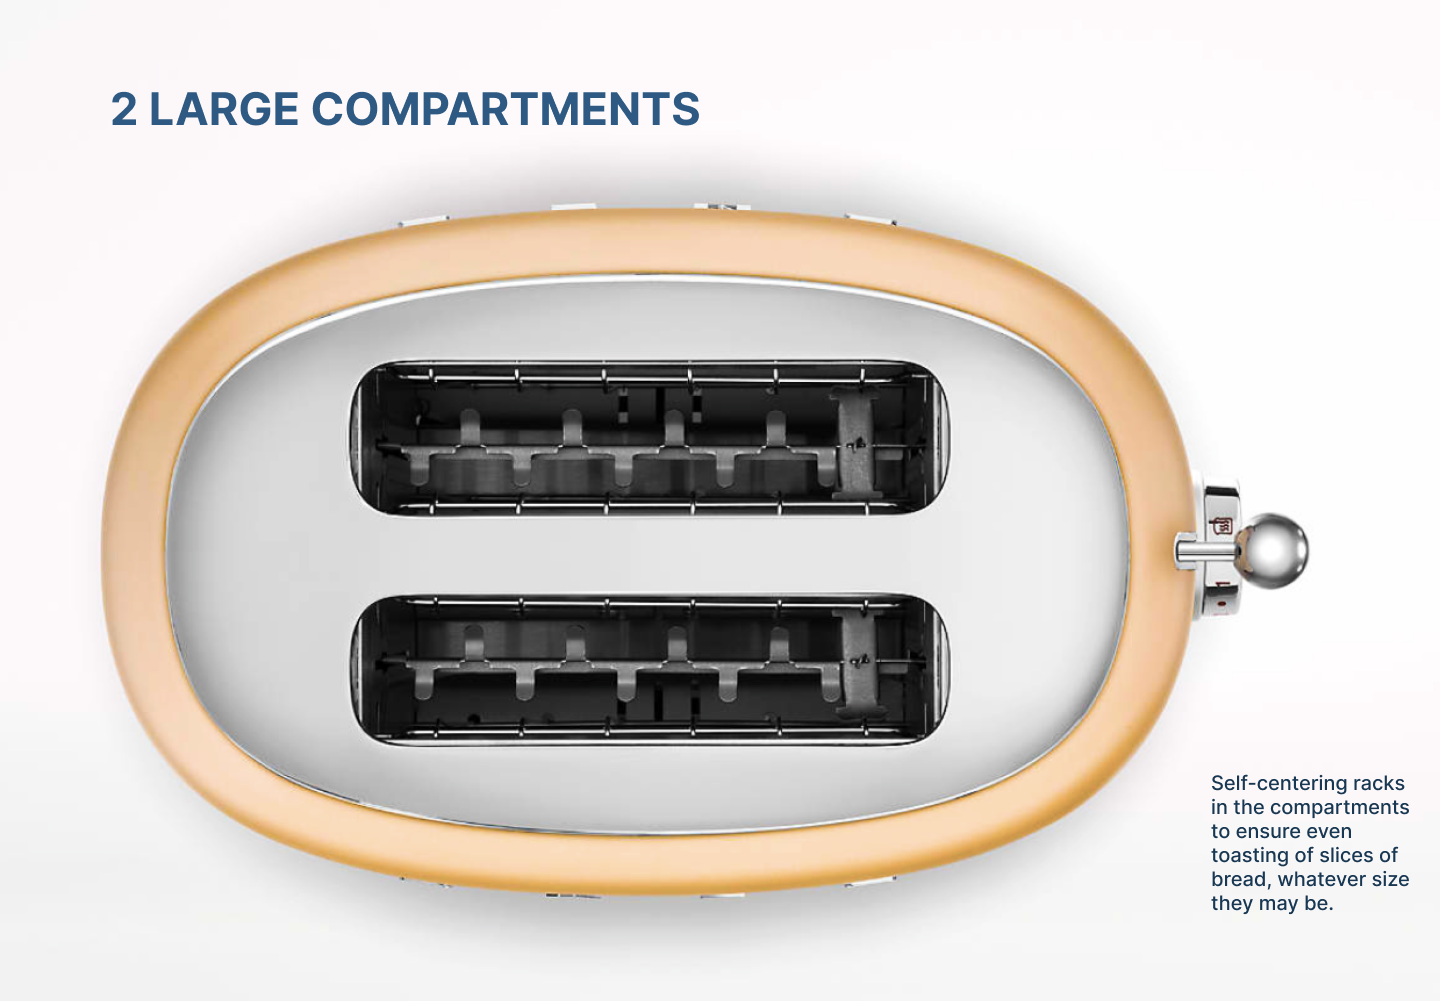 2 LARGE COMPARTMENTS
Self-centering racks
in the compartments
to ensure even
toasting of slices of
bread, whatever size
they may be.